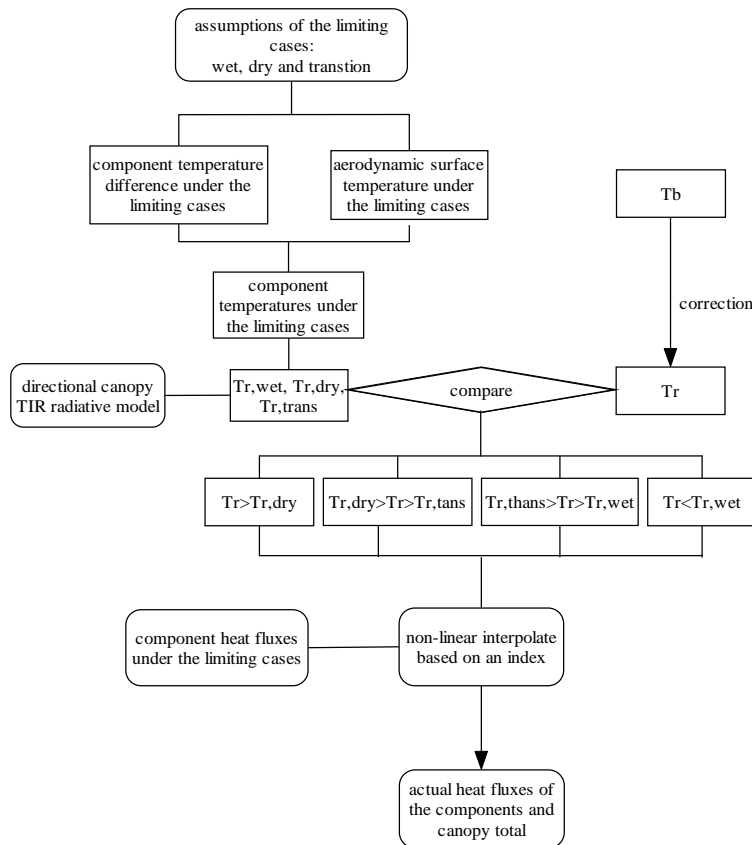 assumptions of the limiting
cases:
wet, dry and transtion
component temperature
difference under the
limiting cases
aerodynamic surface
temperature under
the limiting cases
Tb
component
temperatures under
the limiting cases
correction
directional canopy
TIR radiative model
Tr,wet, Tr,dry,
Tr,trans
compare
Tr
Tr>Tr,dry
Tr,dry>Tr>Tr,tans
Tr,thans>Tr>Tr,wet
Tr<Tr,wet
component heat fluxes
under the limiting cases
non-linear interpolate
based on an index
actual heat fluxes of
the components and
canopy total